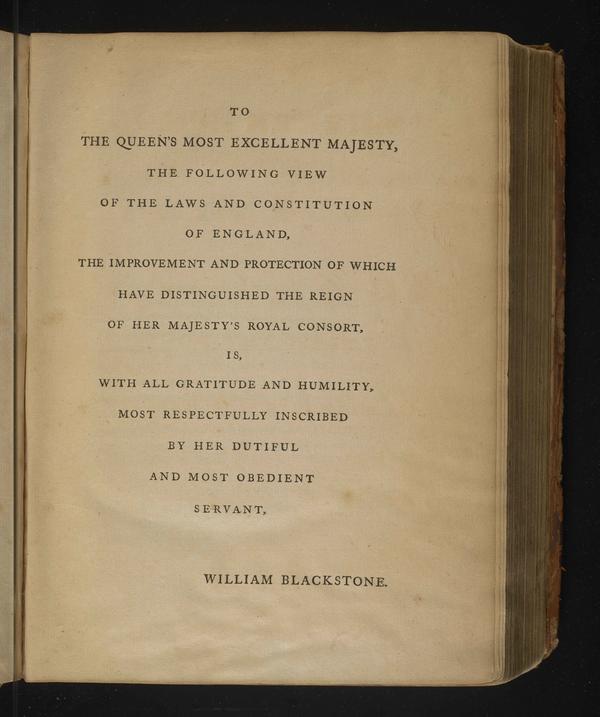 TO
THE QUEEN'S MOST EXCELLENT MAJESTY,
THE FOLLOWING VIEW
OF THE LAWS AND CONSTITUTION
OF ENGLAND,
THE IMPROVEMENT AND PROTECTION OF WHICH
HAVE DISTINGUISHED THE REIGN
OF HER MAJESTY'S ROYAL CONSORT,
IS,
WITH ALL GRATITUDE AND HUMILITY,
MOST RESPECTFULLY INSCRIBED
BY HER DUTIFUL
AND MOST OBEDIENT
SERVANT,
WILLIAM BLACKSTONE.